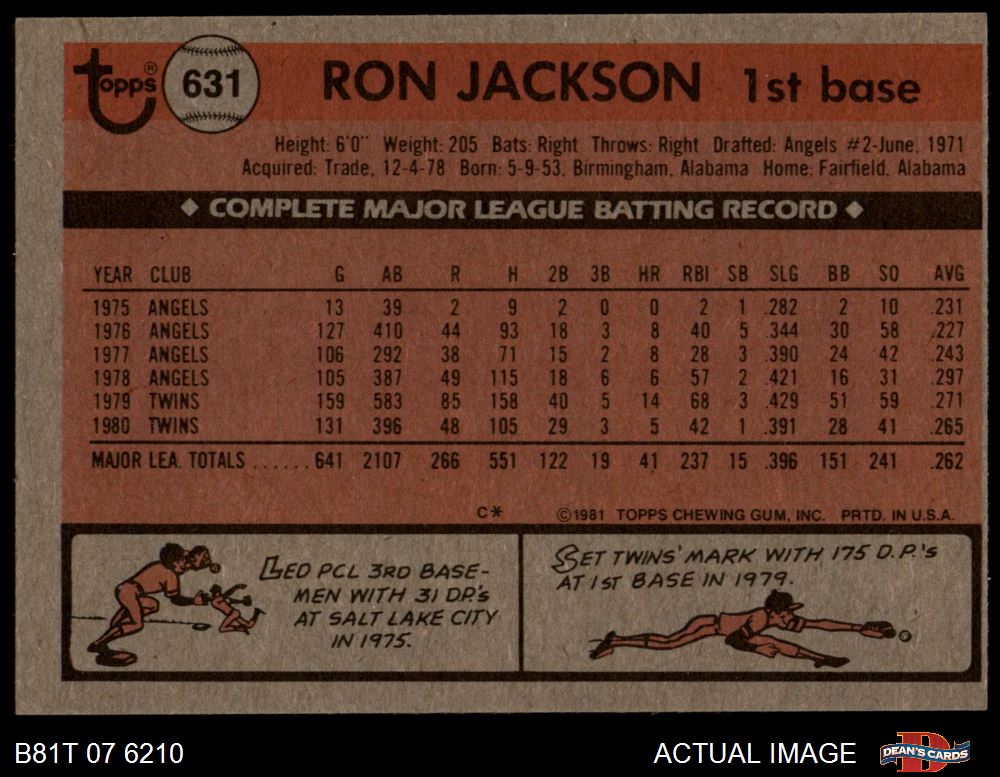 topps® 631 RON JACKSON 1st base
Height: 6'0" Weight: 205 Bats: Right Throws: Right Drafted: Angels #2-June, 1971
Acquired: Trade, 12-4-78 Born: 5-9-53, Birmingham, Alabama Home: Fairfield, Alabama
◆ COMPLETE MAJOR LEAGUE BATTING RECORD ◆
YEAR CLUB G AB R H 2B 3B HR RBI SB SLG BB SO AVG
1975 ANGELS 13 39 2 9 2 0 0 2 1 .282 2 10 .231
1976 ANGELS 127 410 44 93 18 3 8 40 5 .344 30 58 .227
1977 ANGELS 106 292 38 71 15 2 8 28 3 .390 24 42 .243
1978 ANGELS 105 387 49 115 18 6 6 57 2 .421 16 31 .297
1979 TWINS 159 583 85 158 40 5 14 68 3 .429 51 59 .271
1980 TWINS 131 396 48 105 29 3 5 42 1 .391 28 41 .265
MAJOR LEA. TOTALS ...... 641 2107 266 551 122 19 41 237 15 .396 151 241 .262
C* ©1981 TOPPS CHEWING GUM, INC. PRTD. IN U.S.A.
LED PCL 3RD BASE-
MEN WITH 31 D.P.'s
AT SALT LAKE CITY
IN 1975.
SET TWINS' MARK WITH 175 D.P.'s
AT 1ST BASE IN 1979.
B81T 07 6210 ACTUAL IMAGE DEAN'S CARDS